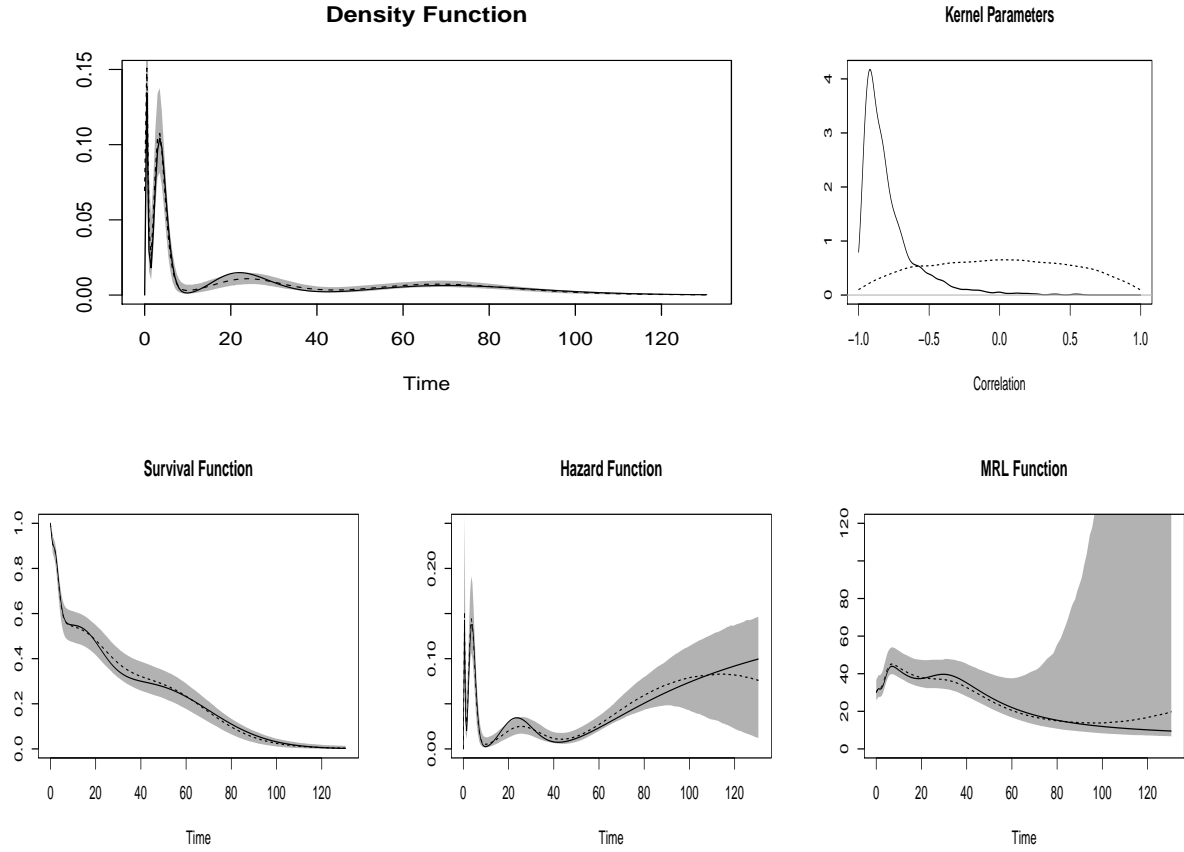 Density Function
0.15
0.10
0.05
0.00
0 20 40 60 80 100 120
Time
Kernel Parameters
4
3
2
1
0
−1.0 −0.5 0.0 0.5 1.0
Correlation
Survival Function
1.0
0.8
0.6
0.4
0.2
0.0
0 20 40 60 80 100 120
Time
Hazard Function
0.20
0.10
0.00
0 20 40 60 80 100 120
Time
MRL Function
120
80
60
40
20
0
0 20 40 60 80 100 120
Time